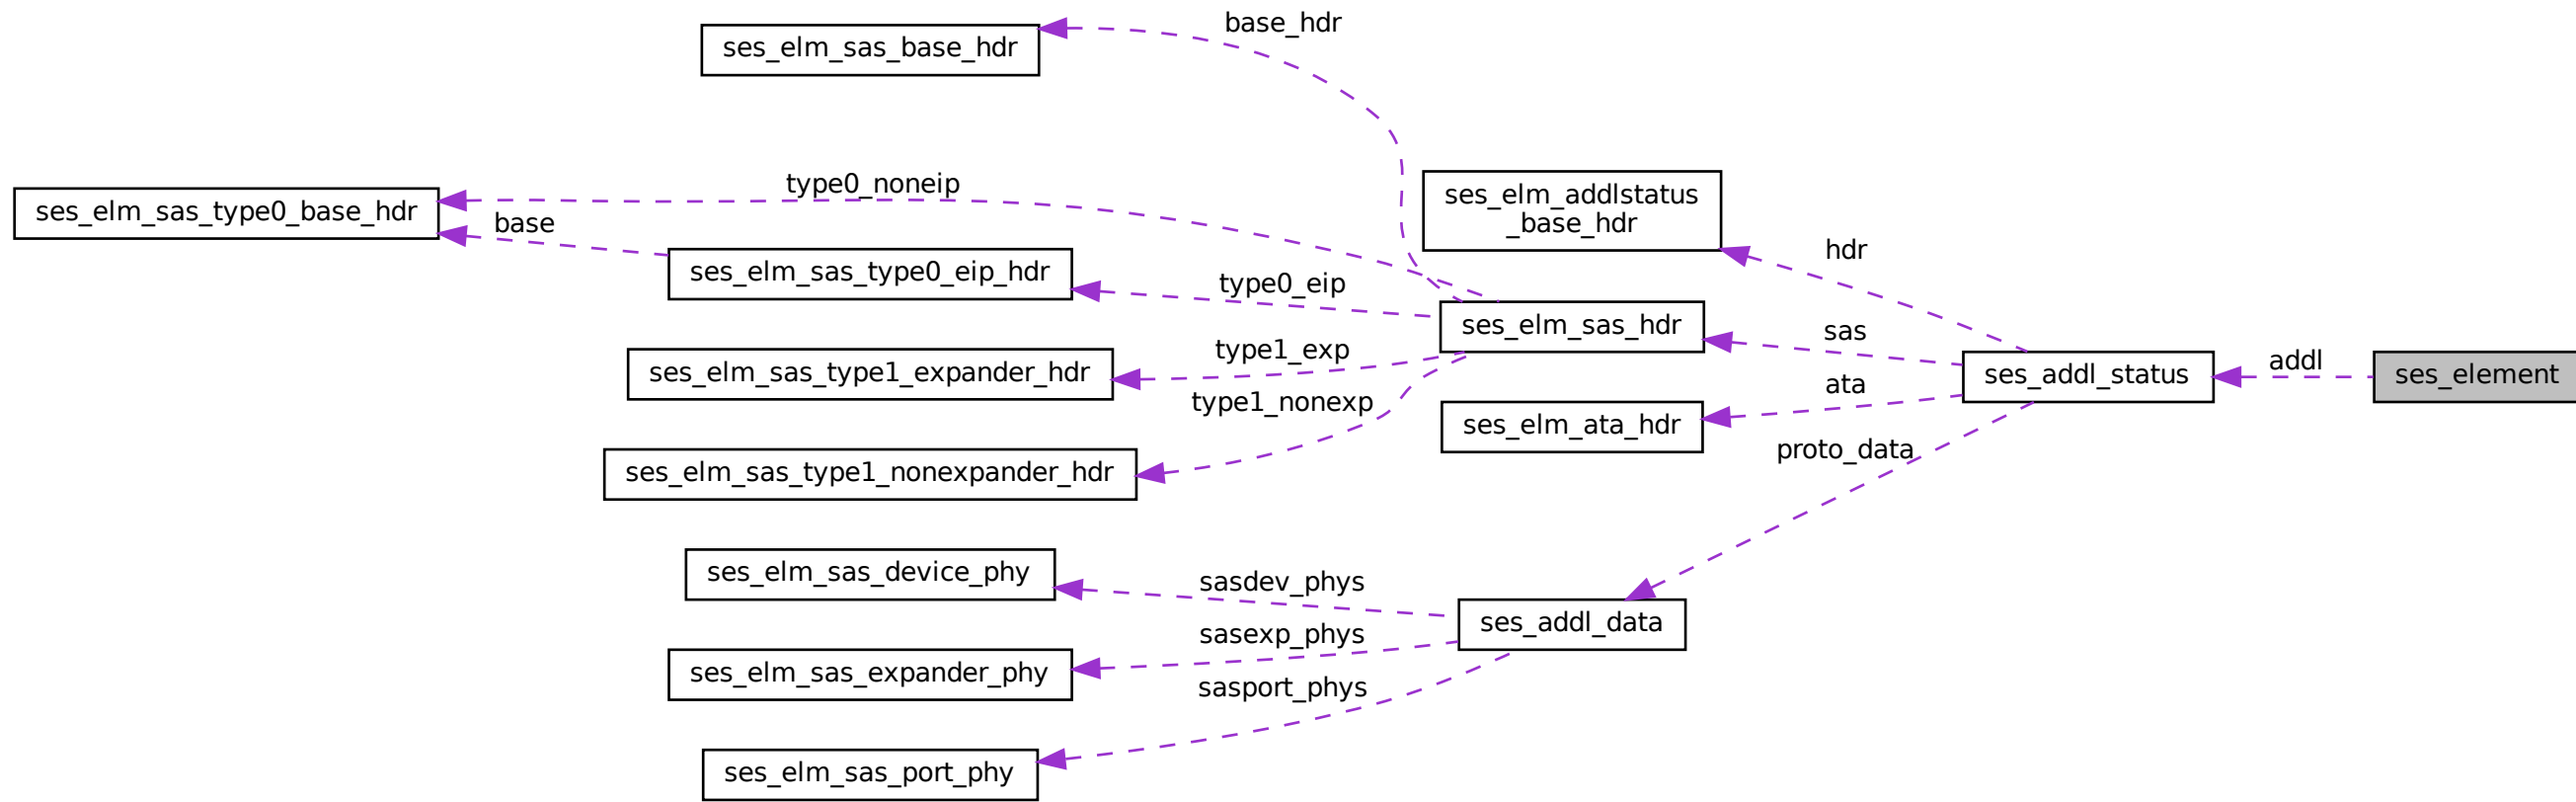 base_hdr
ses_elm_sas_base_hdr
type0_noneip
ses_elm_addlstatus
_base_hdr
ses_elm_sas_type0_base_hdr
base
hdr
ses_elm_sas_type0_eip_hdr
type0_eip
ses_elm_sas_hdr
sas
type1_exp
ses_elm_sas_type1_expander_hdr
addl
ses_addl_status
ses_element
ata
type1_nonexp
ses_elm_ata_hdr
proto_data
ses_elm_sas_type1_nonexpander_hdr
ses_elm_sas_device_phy
sasdev_phys
ses_addl_data
sasexp_phys
ses_elm_sas_expander_phy
sasport_phys
ses_elm_sas_port_phy